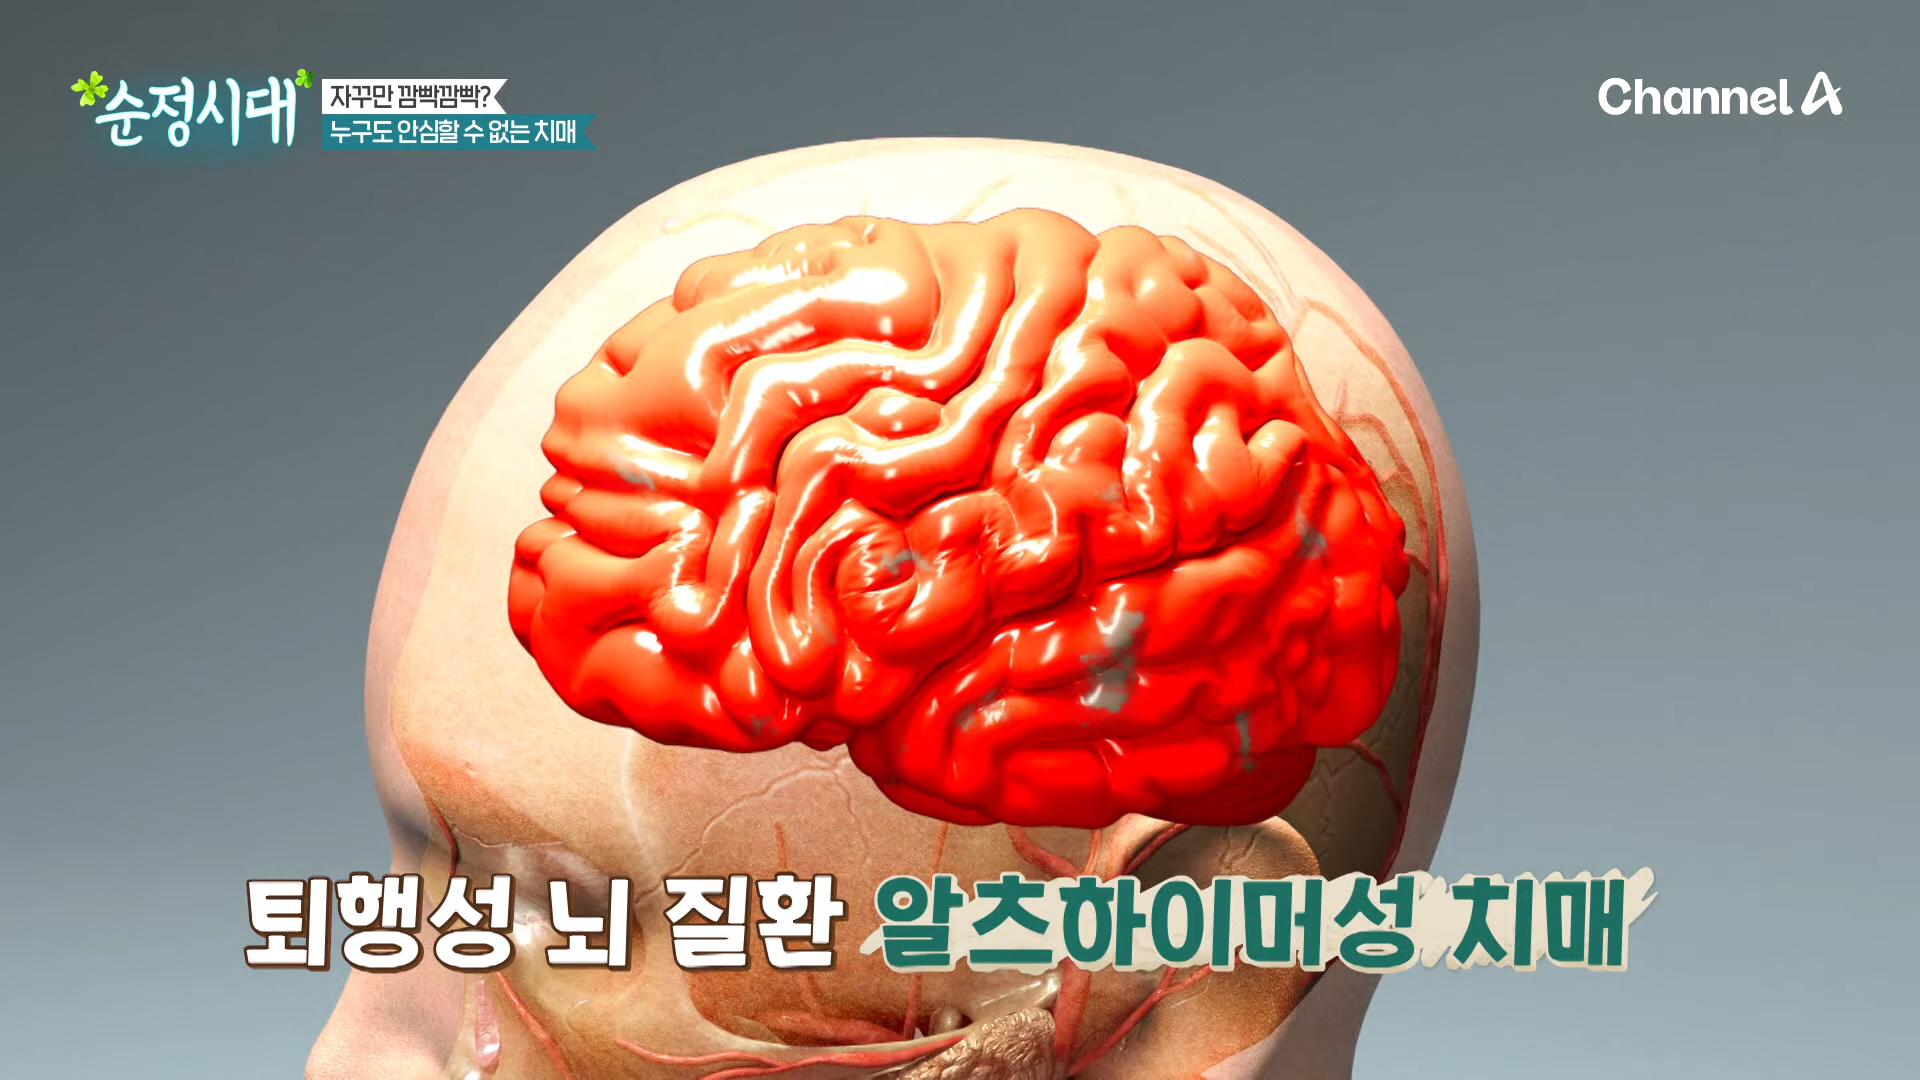 순정시대
자꾸만 깜빡깜빡?
누구도 안심할 수 없는 치매
Channel A
퇴행성 뇌 질환 알츠하이머성 치매